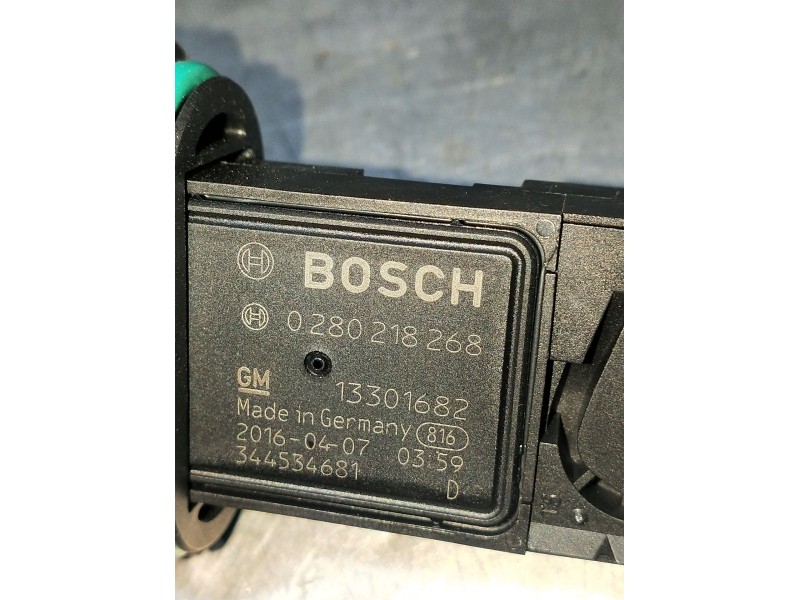 BOSCH
0 280 218 268
GM 13301682
Made in Germany 816
2016-04-07 03:59
344534681 D